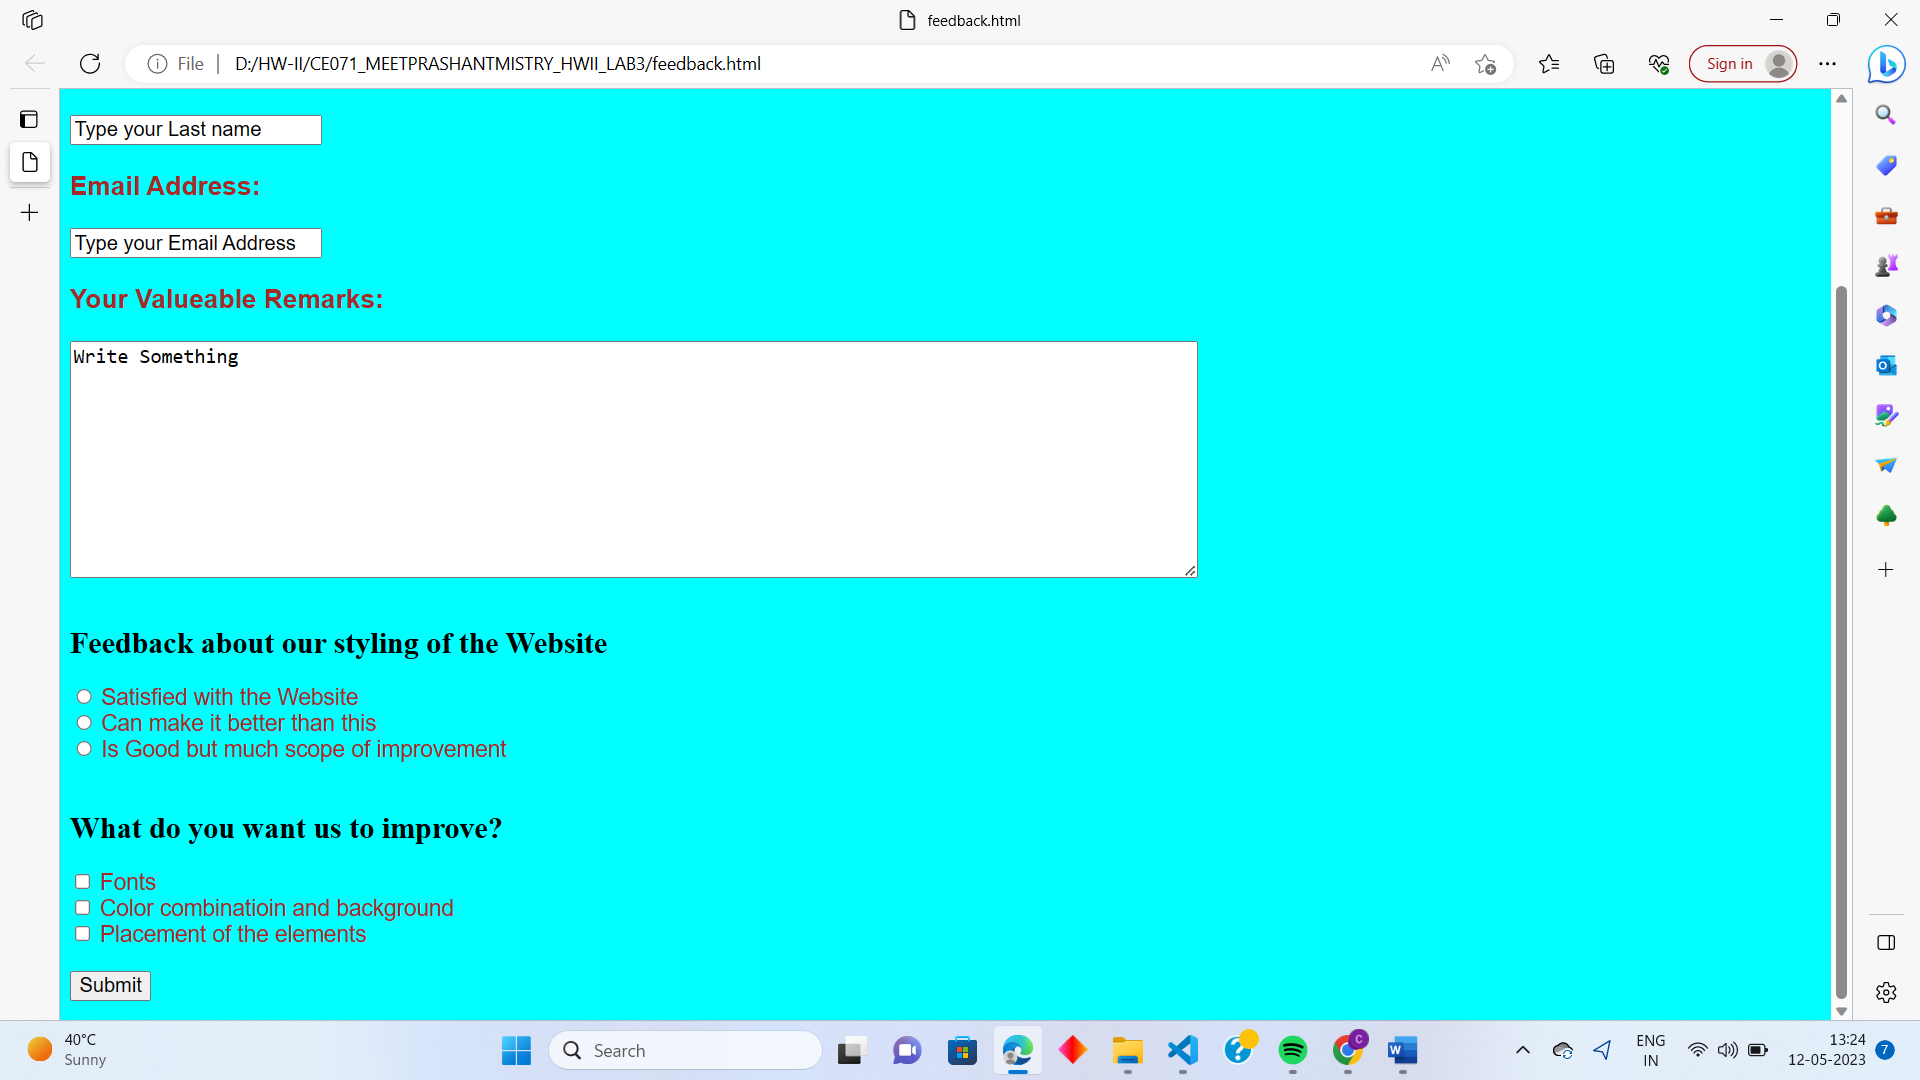 feedback.html
File
D:/HW-II/CE071_MEETPRASHANTMISTRY_HWII_LAB3/feedback.html
Sign in
Type your Last name
Email Address:
Type your Email Address
Your Valueable Remarks:
Write Something
Feedback about our styling of the Website
Satisfied with the Website
Can make it better than this
Is Good but much scope of improvement
What do you want us to improve?
Fonts
Color combinatioin and background
Placement of the elements
Submit
40°C
Sunny
Search
C
W
ENG
IN
13:24
12-05-2023
7